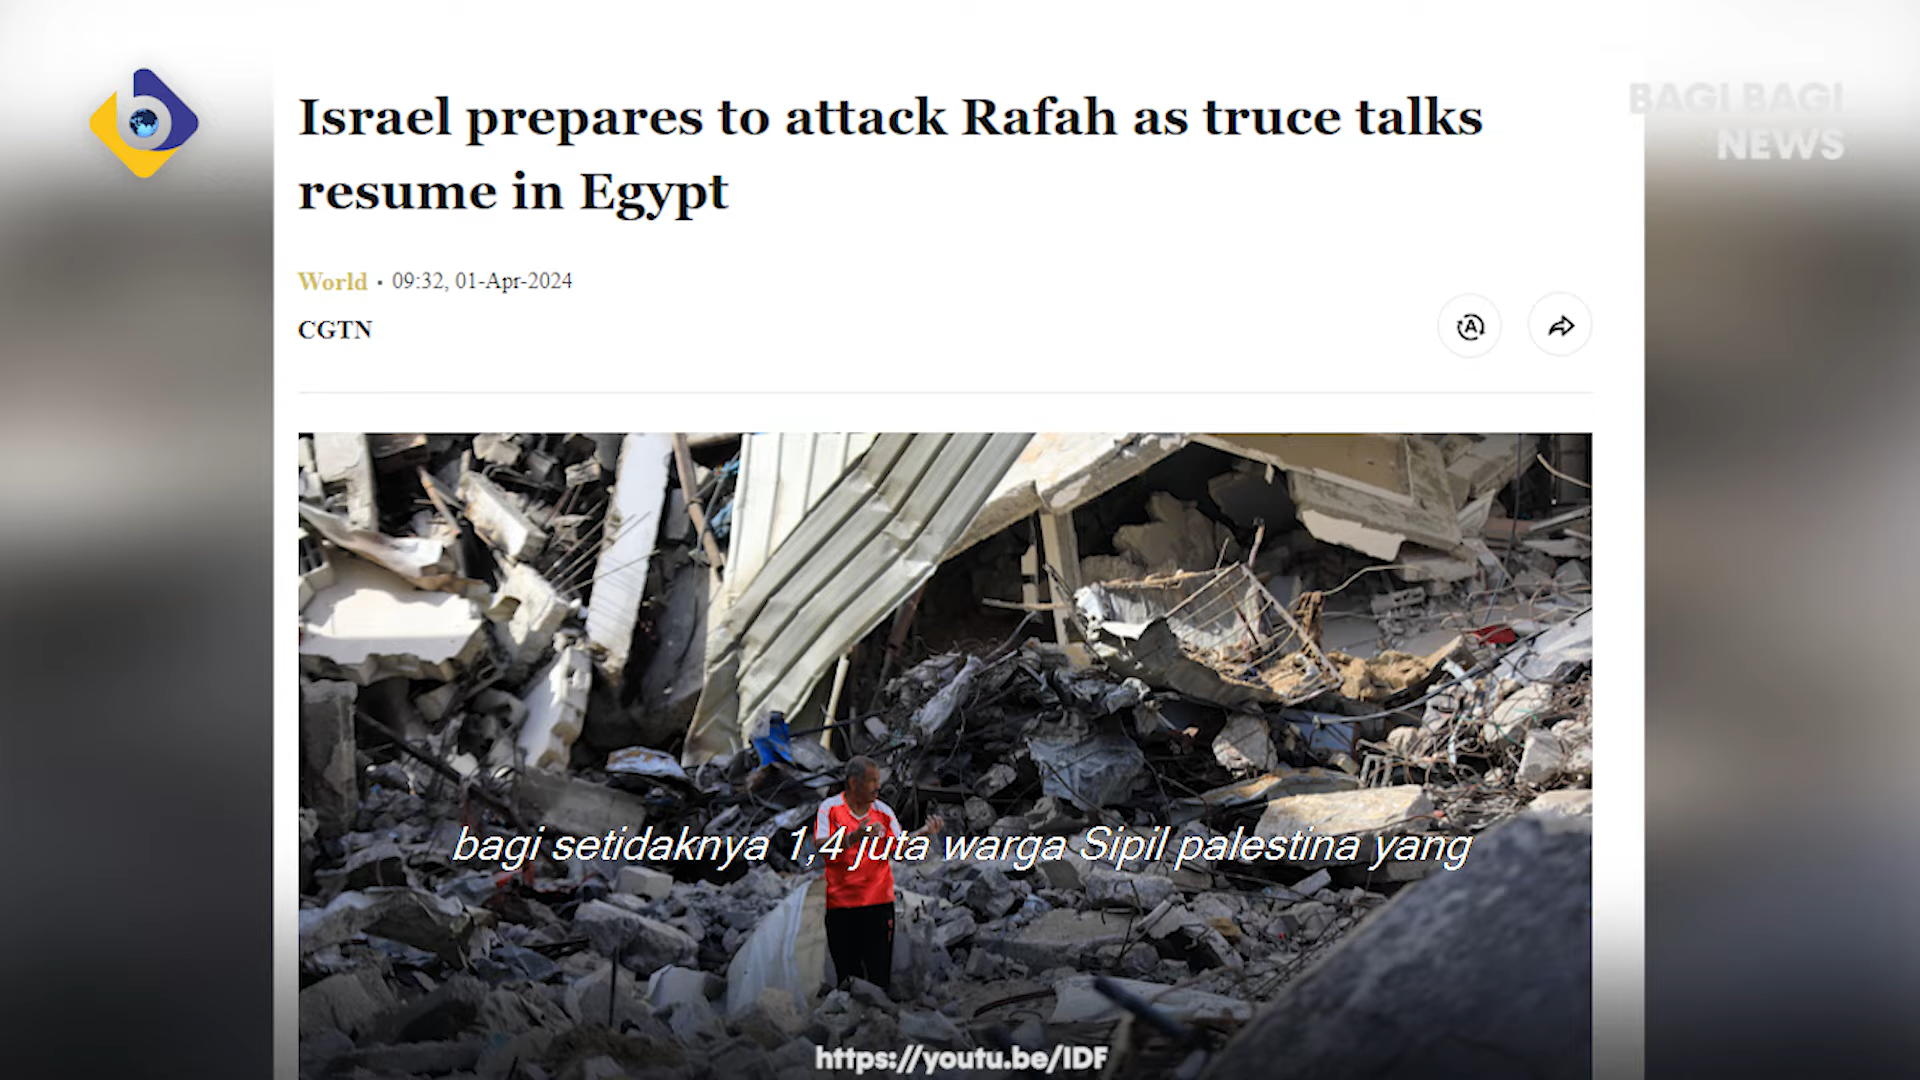 BAGI BAGI
NEWS
Israel prepares to attack Rafah as truce talks
resume in Egypt
World • 09:32, 01-Apr-2024
CGTN
A
bagi setidaknya 1,4 juta warga Sipil palestina yang
https://youtu.be/IDF